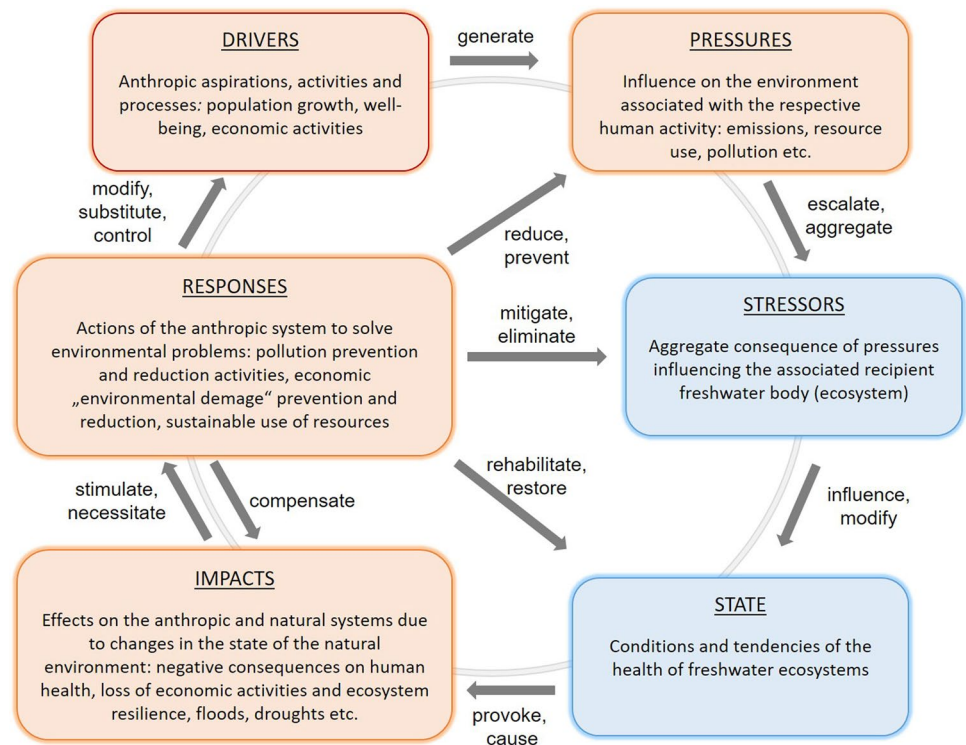 DRIVERS
Anthropic aspirations, activities and
processes: population growth, well-
being, economic activities
generate
PRESSURES
Influence on the environment
associated with the respective
human activity: emissions, resource
use, pollution etc.
modify,
substitute,
control
reduce,
prevent
escalate,
aggregate
RESPONSES
Actions of the anthropic system to solve
environmental problems: pollution prevention
and reduction activities, economic
„environmental damage“ prevention and
reduction, sustainable use of resources
mitigate,
eliminate
STRESSORS
Aggregate consequence of pressures
influencing the associated recipient
freshwater body (ecosystem)
stimulate,
necessitate
compensate
rehabilitate,
restore
influence,
modify
IMPACTS
Effects on the anthropic and natural systems due
to changes in the state of the natural
environment: negative consequences on human
health, loss of economic activities and ecosystem
resilience, floods, droughts etc.
STATE
Conditions and tendencies of the
health of freshwater ecosystems
provoke,
cause